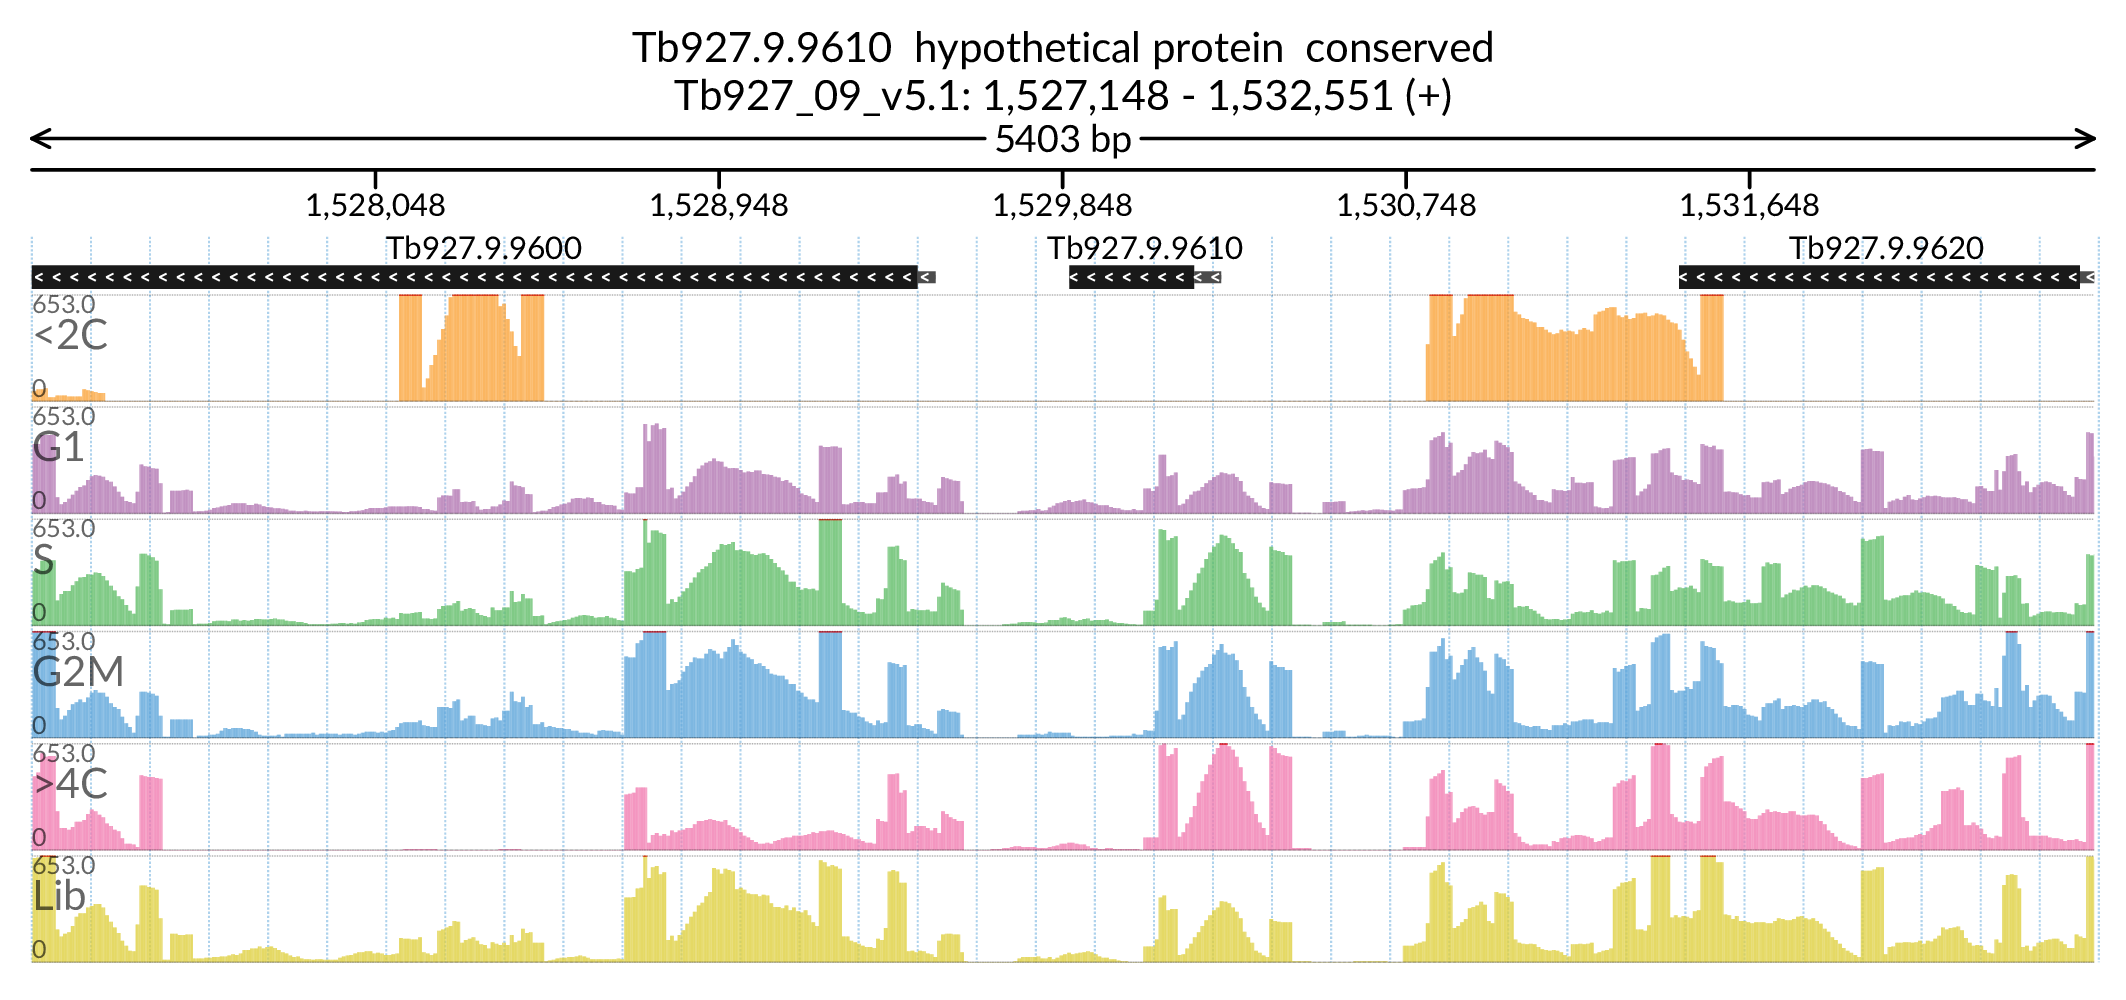 Tb927.9.9610  hypothetical protein  conserved
Tb927_09_v5.1: 1,527,148 - 1,532,551 (+)
5403 bp
1,528,048 1,528,948 1,529,848 1,530,748 1,531,648
Tb927.9.9600 Tb927.9.9610 Tb927.9.9620
653.0
<2C
0
653.0
G1
0
653.0
S
0
653.0
G2M
0
653.0
>4C
0
653.0
Lib
0